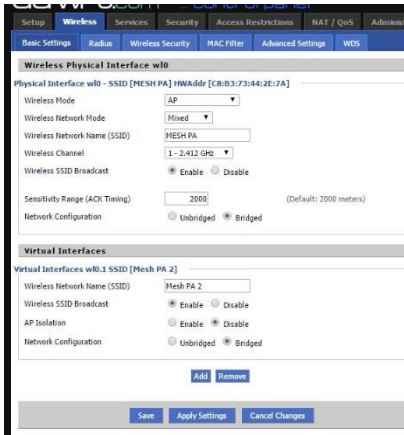 control panel
Setup Wireless Services Security Access Restrictions NAT / QoS
Basic Settings Radius Wireless Security MAC Filter Advanced Settings WDS
Wireless Physical Interface wl0
Physical Interface wl0 - SSID [MESH PA] HWAddr [C8:B3:73:44:2E:7A]
Wireless Mode AP
Wireless Network Mode Mixed
Wireless Network Name (SSID) MESH PA
Wireless Channel 1 - 2.412 GHz
Wireless SSID Broadcast Enable Disable
Sensitivity Range (ACK Timing) 2000 (Default: 2000 meters)
Network Configuration Unbridged Bridged
Virtual Interfaces
Virtual Interfaces wl0.1 SSID [Mesh PA 2]
Wireless Network Name (SSID) Mesh PA 2
Wireless SSID Broadcast Enable Disable
AP Isolation Enable Disable
Network Configuration Unbridged Bridged
Add Remove
Save Apply Settings Cancel Changes